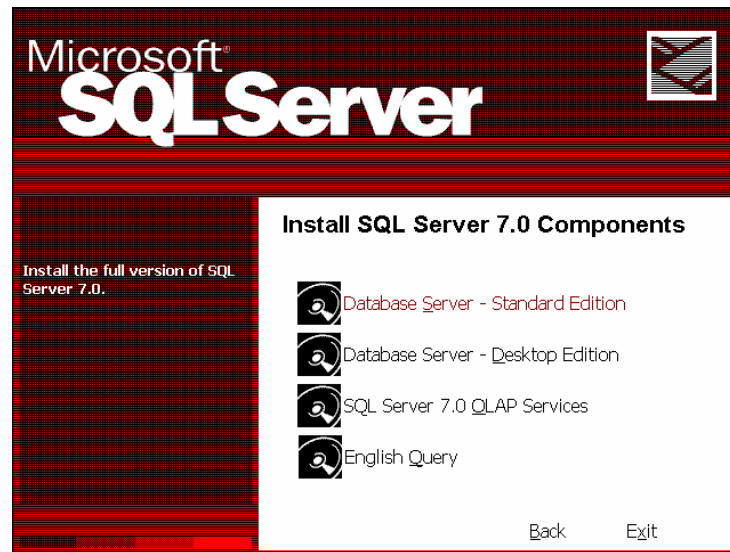 Microsoft®
SQL Server
Install SQL Server 7.0 Components
Install the full version of SQL
Server 7.0.
Database Server - Standard Edition
Database Server - Desktop Edition
SQL Server 7.0 OLAP Services
English Query
Back Exit